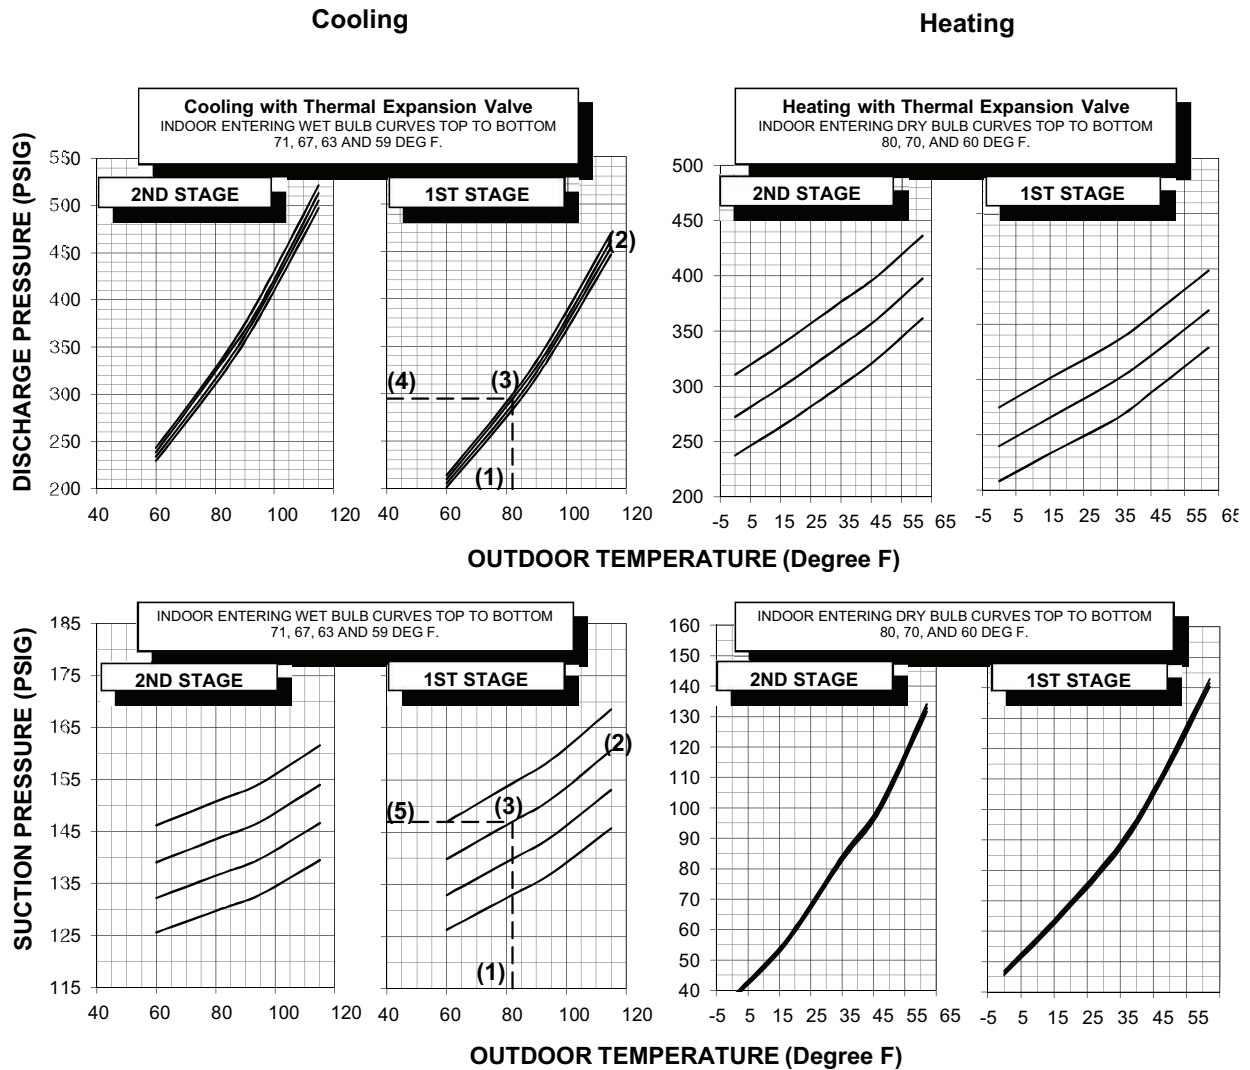 Cooling
Heating
Cooling with Thermal Expansion Valve
INDOOR ENTERING WET BULB CURVES TOP TO BOTTOM
71, 67, 63 AND 59 DEG F.
Heating with Thermal Expansion Valve
INDOOR ENTERING DRY BULB CURVES TOP TO BOTTOM
80, 70, AND 60 DEG F.
DISCHARGE PRESSURE (PSIG)
550
500
450
400
350
300
250
200
2ND STAGE
40 60 80 100 120
1ST STAGE
(2)
(4)
(3)
(1)
40 60 80 100 120
500
450
400
350
300
250
200
2ND STAGE
-5 5 15 25 35 45 55 65
1ST STAGE
-5 5 15 25 35 45 55 65
OUTDOOR TEMPERATURE (Degree F)
INDOOR ENTERING WET BULB CURVES TOP TO BOTTOM
71, 67, 63 AND 59 DEG F.
INDOOR ENTERING DRY BULB CURVES TOP TO BOTTOM
80, 70, AND 60 DEG F.
SUCTION PRESSURE (PSIG)
185
175
165
155
145
135
125
115
2ND STAGE
40 60 80 100 120
1ST STAGE
(2)
(5)
(3)
(1)
40 60 80 100 120
160
150
140
130
120
110
100
90
80
70
60
50
40
2ND STAGE
-5 5 15 25 35 45 55 65
1ST STAGE
-5 5 15 25 35 45 55
OUTDOOR TEMPERATURE (Degree F)